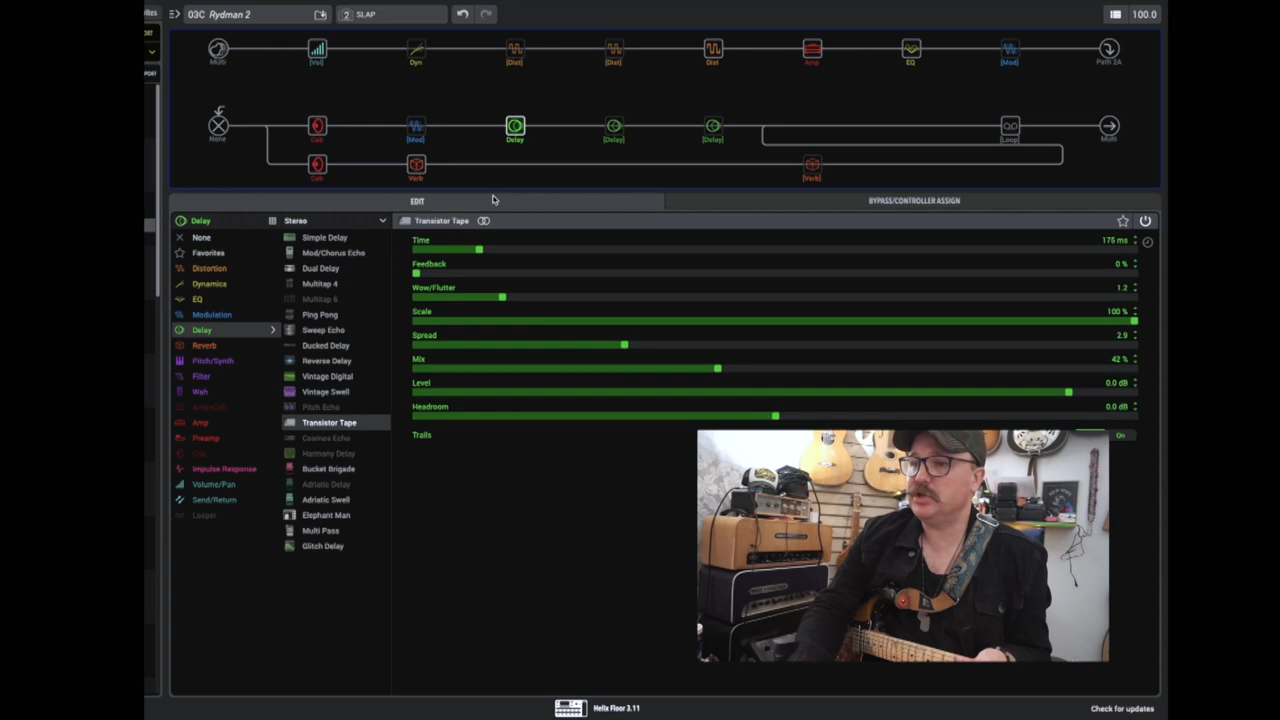 03C Rydman 2
2 SLAP
100.0
[Vol]
Dyn
[Dist]
[Dist]
Dist
Amp
EQ
[Mod]
Path 2A
Multi
None
Cab
[Mod]
Delay
[Delay]
[Delay]
[Loop]
Multi
Cab
Verb
[Verb]
EDIT
BYPASS/CONTROLLER ASSIGN
Delay
Stereo
Transistor Tape
None
Favorites
Distortion
Dynamics
EQ
Modulation
Delay
Reverb
Pitch/Synth
Filter
Wah
Amp+Cab
Amp
Preamp
Cab
Impulse Response
Volume/Pan
Send/Return
Looper
Simple Delay
Mod/Chorus Echo
Dual Delay
Multitap 4
Multitap 6
Ping Pong
Sweep Echo
Ducked Delay
Reverse Delay
Vintage Digital
Vintage Swell
Pitch Echo
Transistor Tape
Cosmos Echo
Harmony Delay
Bucket Brigade
Adriatic Delay
Adriatic Swell
Elephant Man
Multi Pass
Glitch Delay
Time 175 ms
Feedback 0 %
Wow/Flutter 1.2
Scale 100 %
Spread 2.9
Mix 42 %
Level 0.0 dB
Headroom 0.0 dB
Trails On
Helix Floor 3.11
Check for updates